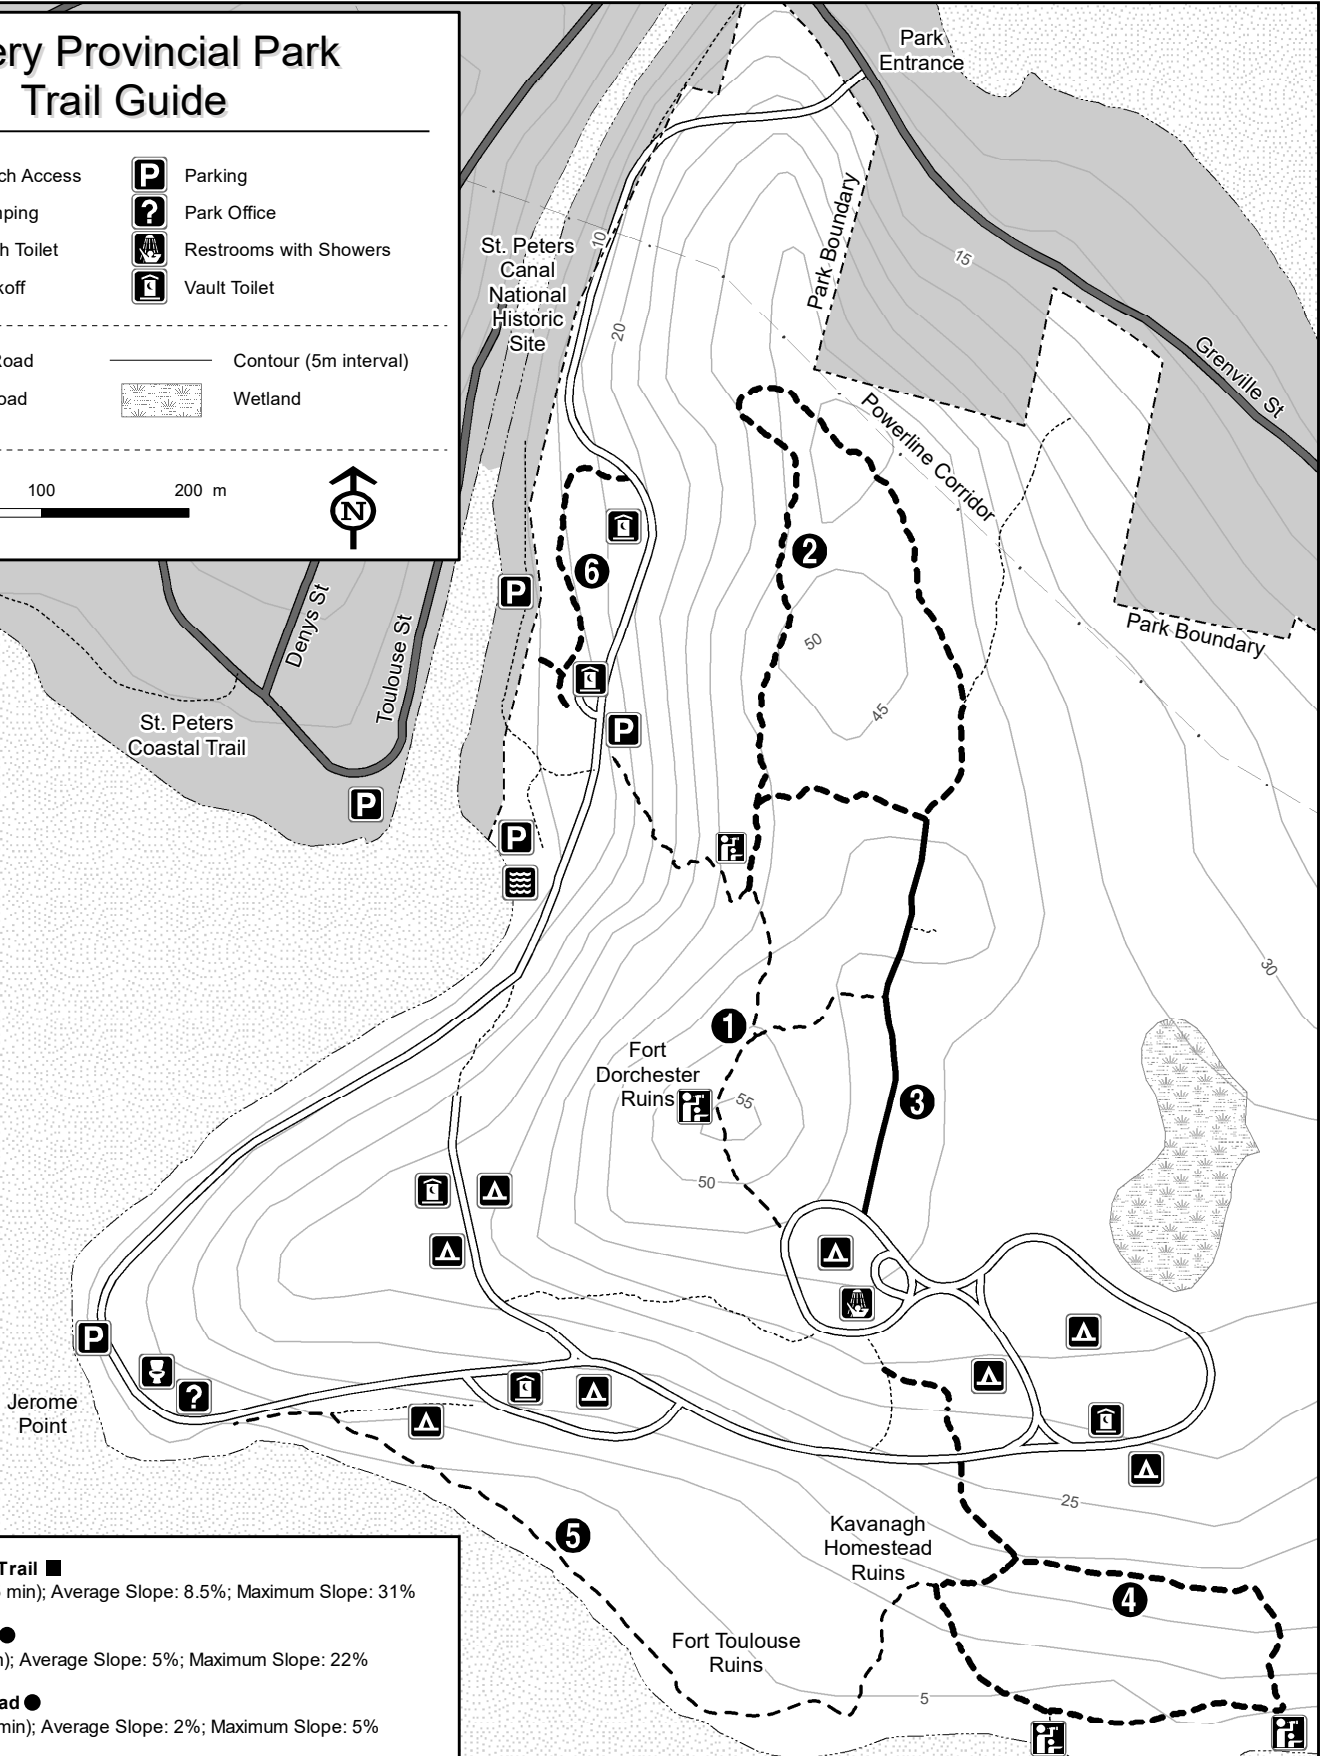 ery Provincial Park
Trail Guide
ch Access
P
Parking
ping
?
Park Office
h Toilet
Restrooms with Showers
koff
Vault Toilet
Road
Contour (5m interval)
oad
Wetland
100
200 m
N
Park
Entrance
St. Peters
Canal
National
Historic
Site
10
20
Park Boundary
15
Grenville St
Powerline Corridor
2
6
P
50
45
Park Boundary
Denys St
Toulouse St
St. Peters
Coastal Trail
P
P
P
30
1
Fort
Dorchester
Ruins
55
50
3
P
?
Jerome
Point
25
5
Kavanagh
Homestead
Ruins
4
Fort Toulouse
Ruins
5
Trail
min); Average Slope: 8.5%; Maximum Slope: 31%
); Average Slope: 5%; Maximum Slope: 22%
ad
min); Average Slope: 2%; Maximum Slope: 5%